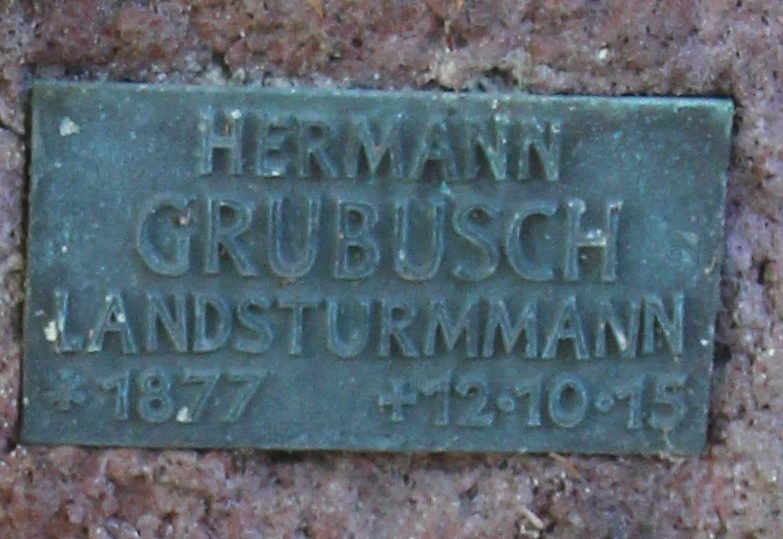 HERMANN
GRUBUSCH
LANDSTURMMANN
*1877 +12·10·15